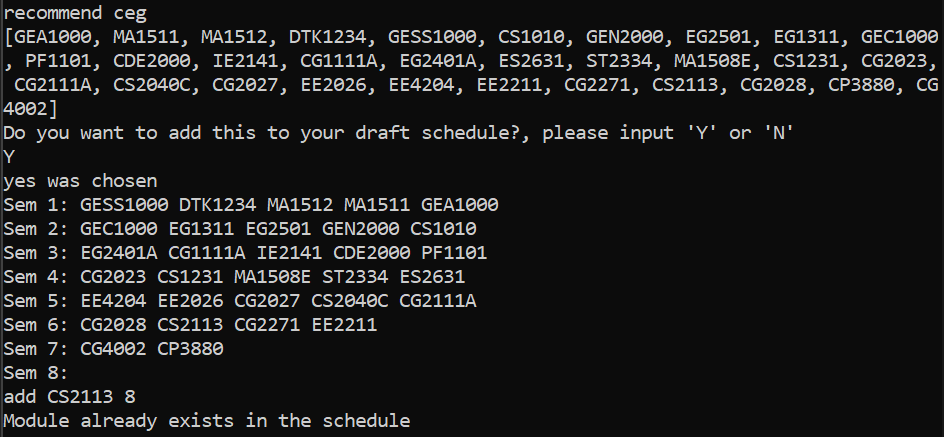 recommend ceg
[GEA1000, MA1511, MA1512, DTK1234, GESS1000, CS1010, GEN2000, EG2501, EG1311, GEC1000
, PF1101, CDE2000, IE2141, CG1111A, EG2401A, ES2631, ST2334, MA1508E, CS1231, CG2023,
CG2111A, CS2040C, CG2027, EE2026, EE4204, EE2211, CG2271, CS2113, CG2028, CP3880, CG
4002]
Do you want to add this to your draft schedule?, please input 'Y' or 'N'
Y
yes was chosen
Sem 1: GESS1000 DTK1234 MA1512 MA1511 GEA1000
Sem 2: GEC1000 EG1311 EG2501 GEN2000 CS1010
Sem 3: EG2401A CG1111A IE2141 CDE2000 PF1101
Sem 4: CG2023 CS1231 MA1508E ST2334 ES2631
Sem 5: EE4204 EE2026 CG2027 CS2040C CG2111A
Sem 6: CG2028 CS2113 CG2271 EE2211
Sem 7: CG4002 CP3880
Sem 8:
add CS2113 8
Module already exists in the schedule